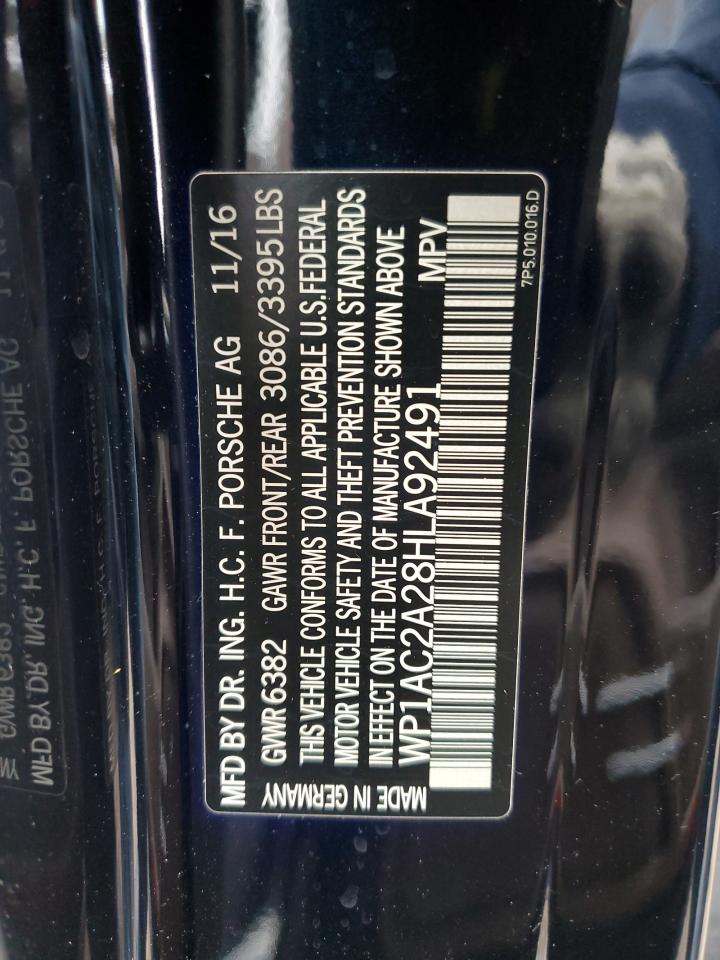 MFD BY DR. ING. H.C. F. PORSCHE AG 11/16
GWR 6382 GAWR FRONT/REAR 3086/3395LBS
THIS VEHICLE CONFORMS TO ALL APPLICABLE U.S. FEDERAL
MOTOR VEHICLE SAFETY AND THEFT PREVENTION STANDARDS
IN EFFECT ON THE DATE OF MANUFACTURE SHOWN ABOVE
WP1AC2A28HLA92491 MPV
MADE IN GERMANY
7P5.010.016.D